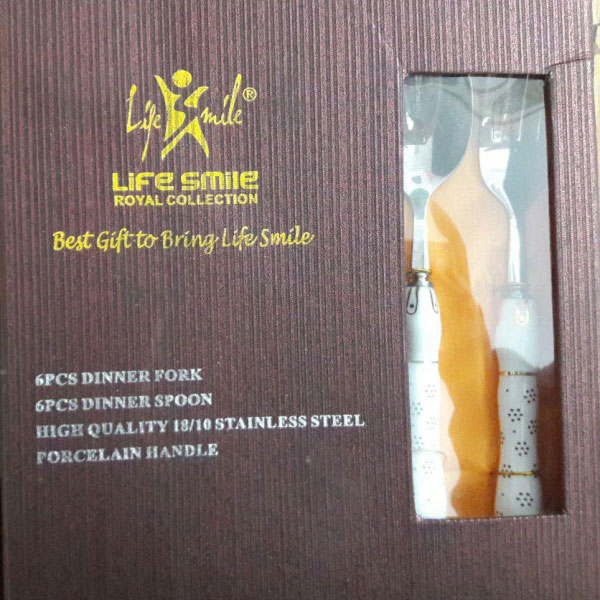 Life Smile®
LiFE SmilE
ROYAL COLLECTION
Best Gift to Bring Life Smile
6PCS DINNER FORK
6PCS DINNER SPOON
HIGH QUALITY 18/10 STAINLESS STEEL
PORCELAIN HANDLE